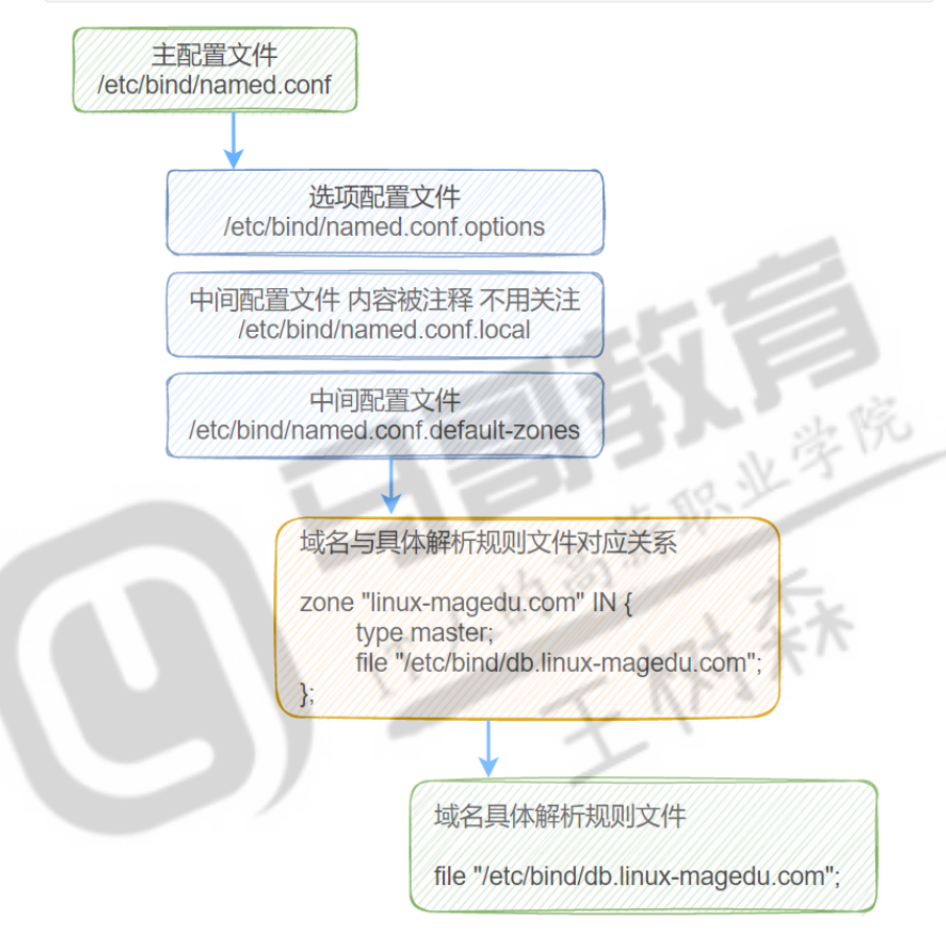 主配置文件
/etc/bind/named.conf
选项配置文件
/etc/bind/named.conf.options
中间配置文件 内容被注释 不用关注
/etc/bind/named.conf.local
中间配置文件
/etc/bind/named.conf.default-zones
域名与具体解析规则文件对应关系
zone "linux-magedu.com" IN {
type master;
file "/etc/bind/db.linux-magedu.com";
};
域名具体解析规则文件
file "/etc/bind/db.linux-magedu.com";
马哥教育
的高薪职业学院
王树森